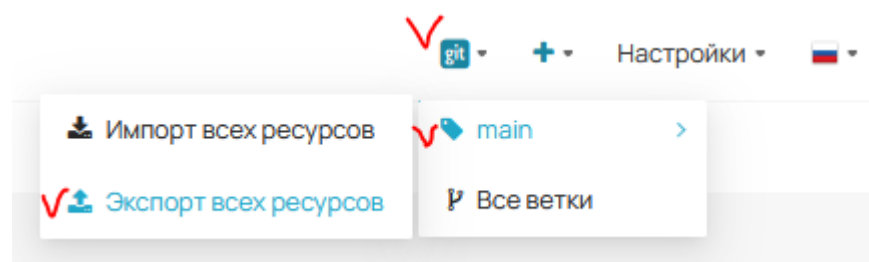 git
Настройки
Импорт всех ресурсов
main
Экспорт всех ресурсов
Все ветки